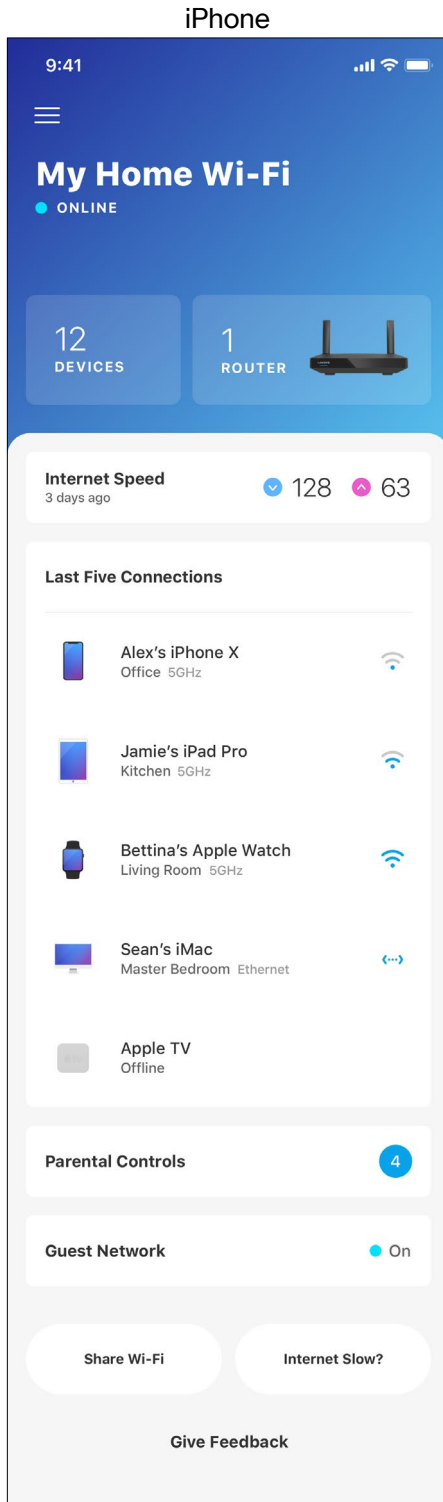 iPhone
9:41
My Home Wi-Fi
ONLINE
12
DEVICES
1
ROUTER
Internet Speed
3 days ago
128
63
Last Five Connections
Alex’s iPhone X
Office 5GHz
Jamie’s iPad Pro
Kitchen 5GHz
Bettina’s Apple Watch
Living Room 5GHz
Sean’s iMac
Master Bedroom Ethernet
Apple TV
Offline
Parental Controls
4
Guest Network
On
Share Wi-Fi
Internet Slow?
Give Feedback